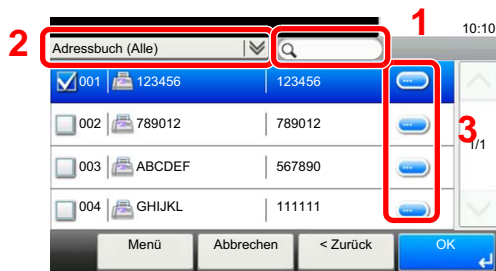 1
10:10
2
Adressbuch (Alle)
001 123456 123456
002 789012 789012
3
1/1
003 ABCDEF 567890
004 GHIJKL 111111
Menü Abbrechen < Zurück OK